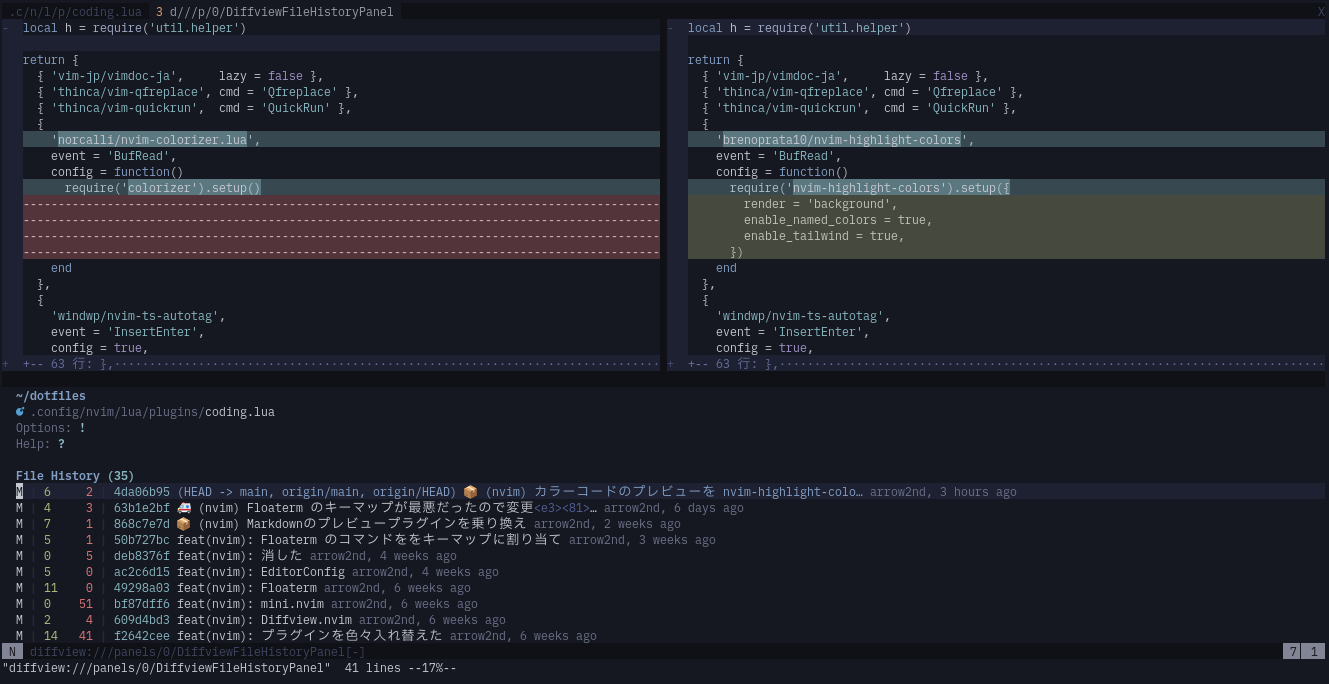 .c/n/l/p/coding.lua 3 d///p/0/DiffviewFileHistoryPanel X
- local h = require('util.helper')
return {
{ 'vim-jp/vimdoc-ja', lazy = false },
{ 'thinca/vim-qfreplace', cmd = 'Qfreplace' },
{ 'thinca/vim-quickrun', cmd = 'QuickRun' },
{
'norcalli/nvim-colorizer.lua',
event = 'BufRead',
config = function()
require('colorizer').setup()
end
},
{
'windwp/nvim-ts-autotag',
event = 'InsertEnter',
config = true,
+ +-- 63 行: },
- local h = require('util.helper')
return {
{ 'vim-jp/vimdoc-ja', lazy = false },
{ 'thinca/vim-qfreplace', cmd = 'Qfreplace' },
{ 'thinca/vim-quickrun', cmd = 'QuickRun' },
{
'brenoprata10/nvim-highlight-colors',
event = 'BufRead',
config = function()
require('nvim-highlight-colors').setup({
render = 'background',
enable_named_colors = true,
enable_tailwind = true,
})
end
},
{
'windwp/nvim-ts-autotag',
event = 'InsertEnter',
config = true,
+ +-- 63 行: },
~/dotfiles
.config/nvim/lua/plugins/coding.lua
Options: !
Help: ?
File History (35)
M | 6 2 | 4da06b95 (HEAD -> main, origin/main, origin/HEAD) 📦 (nvim) カラーコードのプレビューを nvim-highlight-colo… arrow2nd, 3 hours ago
M | 4 3 | 63b1e2bf 🚑 (nvim) Floaterm のキーマップが最悪だったので変更<e3><81>… arrow2nd, 6 days ago
M | 7 1 | 868c7e7d 📦 (nvim) Markdownのプレビュープラグインを乗り換え arrow2nd, 2 weeks ago
M | 5 1 | 50b727bc feat(nvim): Floaterm のコマンドををキーマップに割り当て arrow2nd, 3 weeks ago
M | 0 5 | deb8376f feat(nvim): 消した arrow2nd, 4 weeks ago
M | 5 0 | ac2c6d15 feat(nvim): EditorConfig arrow2nd, 4 weeks ago
M | 11 0 | 49298a03 feat(nvim): Floaterm arrow2nd, 6 weeks ago
M | 0 51 | bf87dff6 feat(nvim): mini.nvim arrow2nd, 6 weeks ago
M | 2 4 | 609d4bd3 feat(nvim): Diffview.nvim arrow2nd, 6 weeks ago
M | 14 41 | f2642cee feat(nvim): プラグインを色々入れ替えた arrow2nd, 6 weeks ago
N diffview:///panels/0/DiffviewFileHistoryPanel[-] 7 1
"diffview:///panels/0/DiffviewFileHistoryPanel" 41 lines --17%--